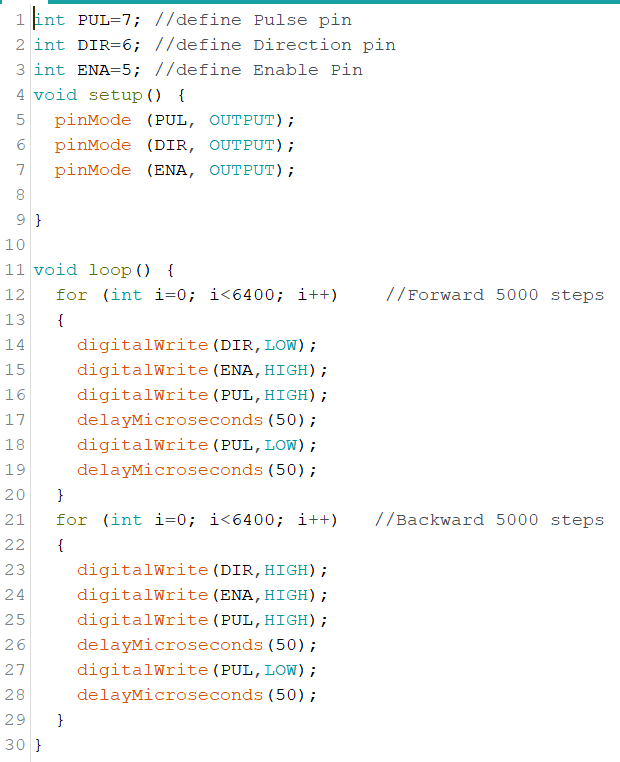 1 int PUL=7; //define Pulse pin
2 int DIR=6; //define Direction pin
3 int ENA=5; //define Enable Pin
4 void setup() {
5   pinMode (PUL, OUTPUT);
6   pinMode (DIR, OUTPUT);
7   pinMode (ENA, OUTPUT);
8
9 }
10
11 void loop() {
12   for (int i=0; i<6400; i++)    //Forward 5000 steps
13   {
14     digitalWrite(DIR,LOW);
15     digitalWrite(ENA,HIGH);
16     digitalWrite(PUL,HIGH);
17     delayMicroseconds(50);
18     digitalWrite(PUL,LOW);
19     delayMicroseconds(50);
20   }
21   for (int i=0; i<6400; i++)   //Backward 5000 steps
22   {
23     digitalWrite(DIR,HIGH);
24     digitalWrite(ENA,HIGH);
25     digitalWrite(PUL,HIGH);
26     delayMicroseconds(50);
27     digitalWrite(PUL,LOW);
28     delayMicroseconds(50);
29   }
30 }